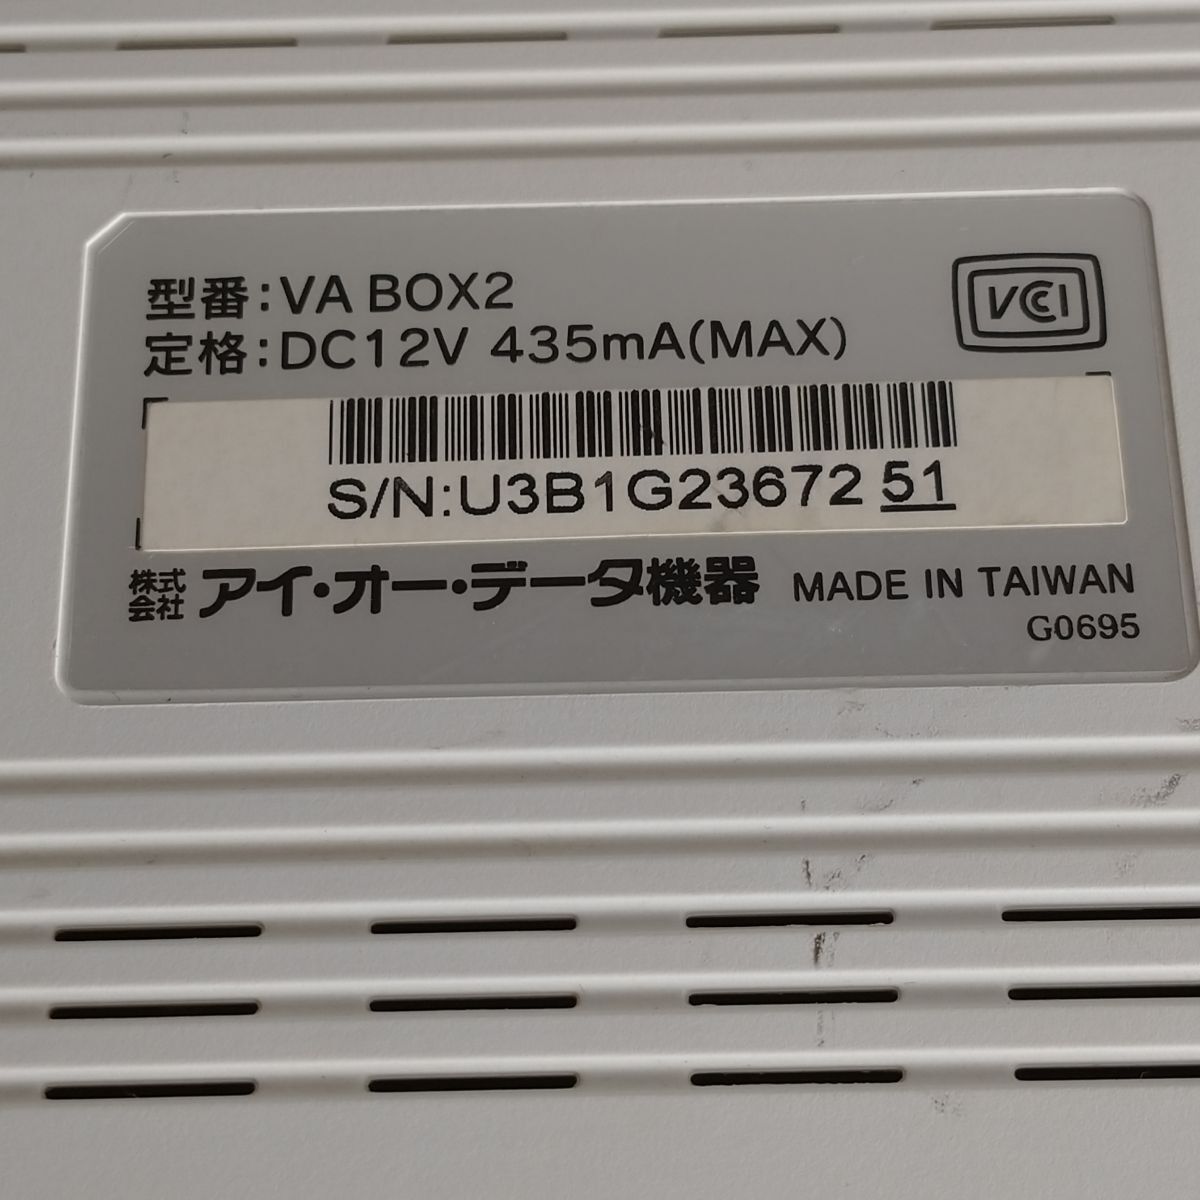 型番:VA BOX2
定格:DC12V 435mA(MAX)
VCCI
S/N:U3B1G23672 51
株式会社 アイ・オー・データ機器 MADE IN TAIWAN
G0695